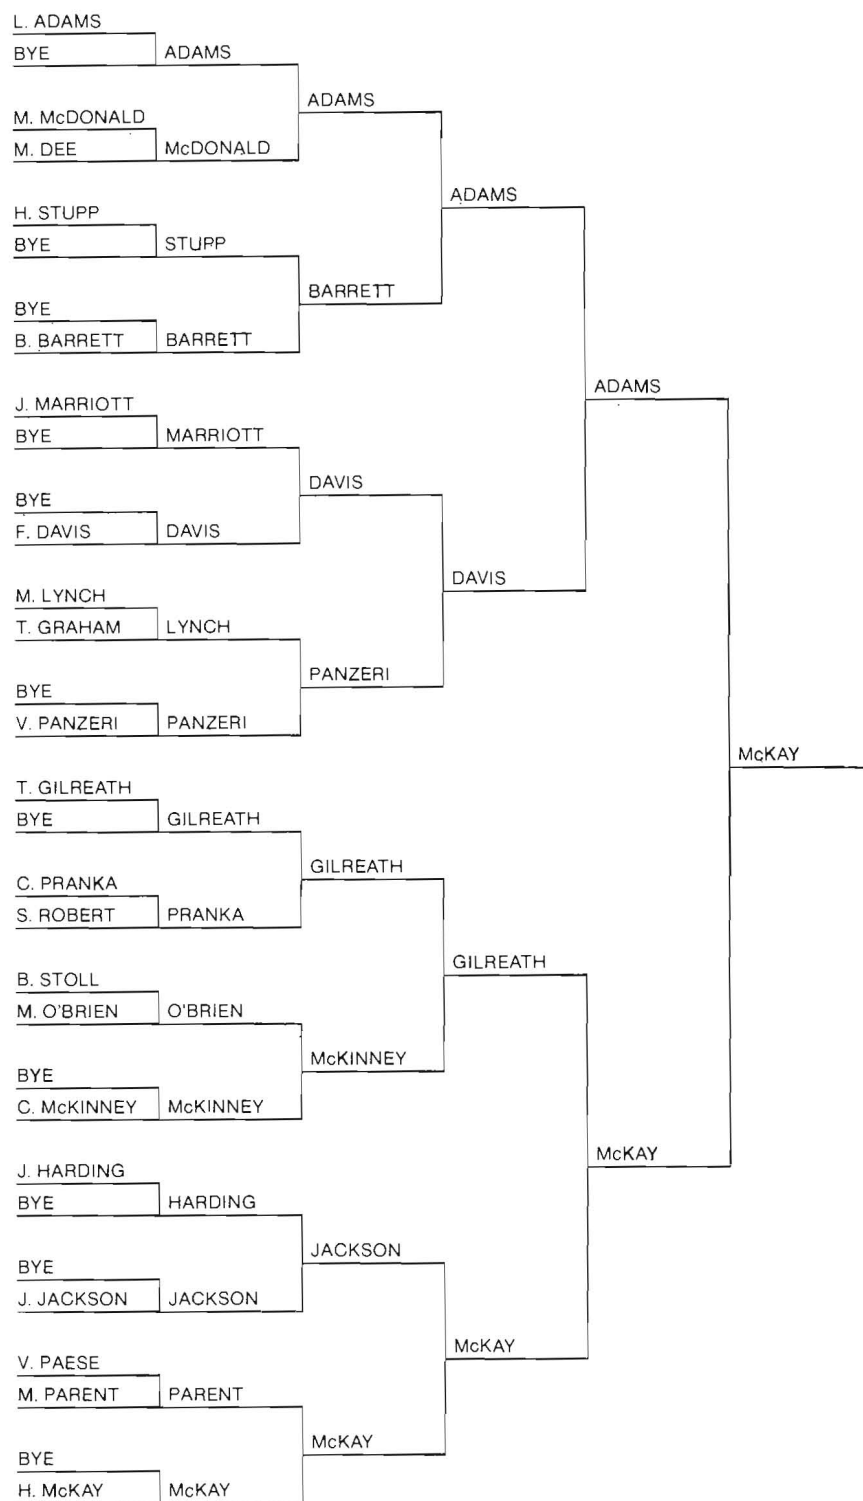 L. ADAMS
BYE
ADAMS
ADAMS
M. McDONALD
M. DEE
McDONALD
ADAMS
H. STUPP
BYE
STUPP
BARRETT
BYE
B. BARRETT
BARRETT
ADAMS
J. MARRIOTT
BYE
MARRIOTT
DAVIS
BYE
F. DAVIS
DAVIS
DAVIS
M. LYNCH
T. GRAHAM
LYNCH
PANZERI
BYE
V. PANZERI
PANZERI
McKAY
T. GILREATH
BYE
GILREATH
GILREATH
C. PRANKA
S. ROBERT
PRANKA
GILREATH
B. STOLL
M. O'BRIEN
O'BRIEN
McKINNEY
BYE
C. McKINNEY
McKINNEY
McKAY
J. HARDING
BYE
HARDING
JACKSON
BYE
J. JACKSON
JACKSON
McKAY
V. PAESE
M. PARENT
PARENT
McKAY
BYE
H. McKAY
McKAY